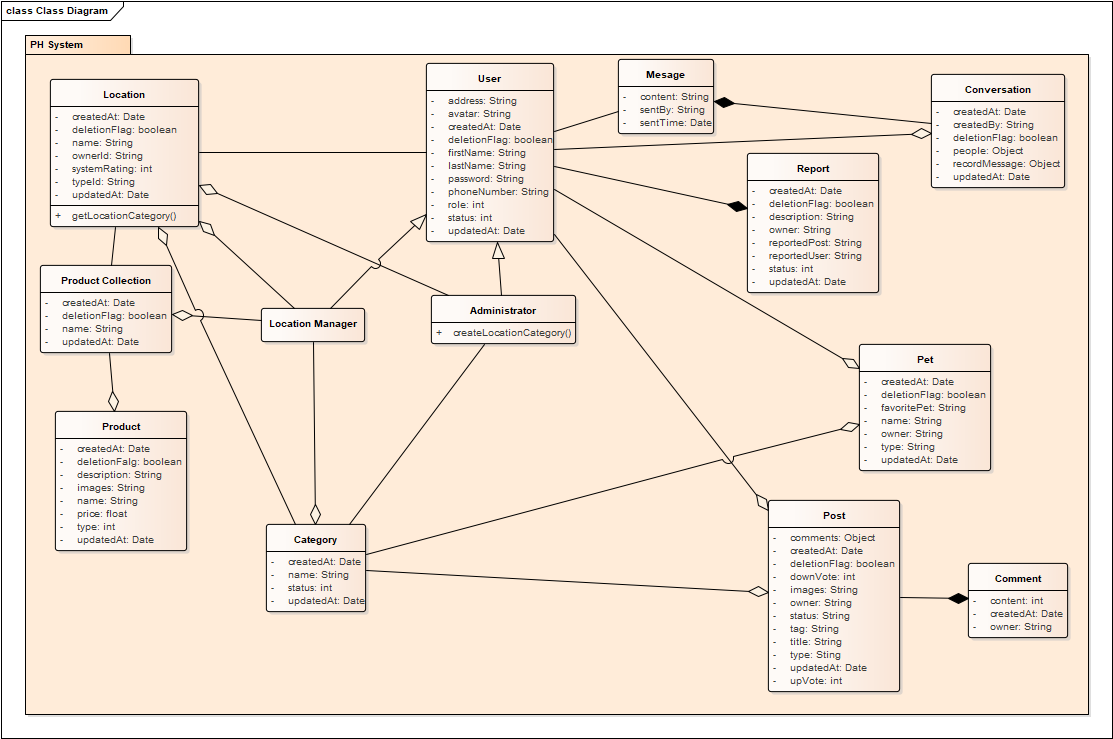 class Class Diagram
PH System
Location
- createdAt: Date
- deletionFlag: boolean
- name: String
- ownerId: String
- systemRating: int
- typeId: String
- updatedAt: Date
+ getLocationCategory()
User
- address: String
- avatar: String
- createdAt: Date
- deletionFlag: boolean
- firstName: String
- lastName: String
- password: String
- phoneNumber: String
- role: int
- status: int
- updatedAt: Date
Mesage
- content: String
- sentBy: String
- sentTime: Date
Conversation
- createdAt: Date
- createdBy: String
- deletionFlag: boolean
- people: Object
- recordMessage: Object
- updatedAt: Date
Report
- createdAt: Date
- deletionFlag: boolean
- description: String
- owner: String
- reportedPost: String
- reportedUser: String
- status: int
- updatedAt: Date
Product Collection
- createdAt: Date
- deletionFlag: boolean
- name: String
- updatedAt: Date
Location Manager
Administrator
+ createLocationCategory()
Pet
- createdAt: Date
- deletionFlag: boolean
- favoritePet: String
- name: String
- owner: String
- type: String
- updatedAt: Date
Product
- createdAt: Date
- deletionFalg: boolean
- description: String
- images: String
- name: String
- price: float
- type: int
- updatedAt: Date
Category
- createdAt: Date
- name: String
- status: int
- updatedAt: Date
Post
- comments: Object
- createdAt: Date
- deletionFlag: boolean
- downVote: int
- images: String
- owner: String
- status: String
- tag: String
- title: String
- type: Sting
- updatedAt: Date
- upVote: int
Comment
- content: int
- createdAt: Date
- owner: String